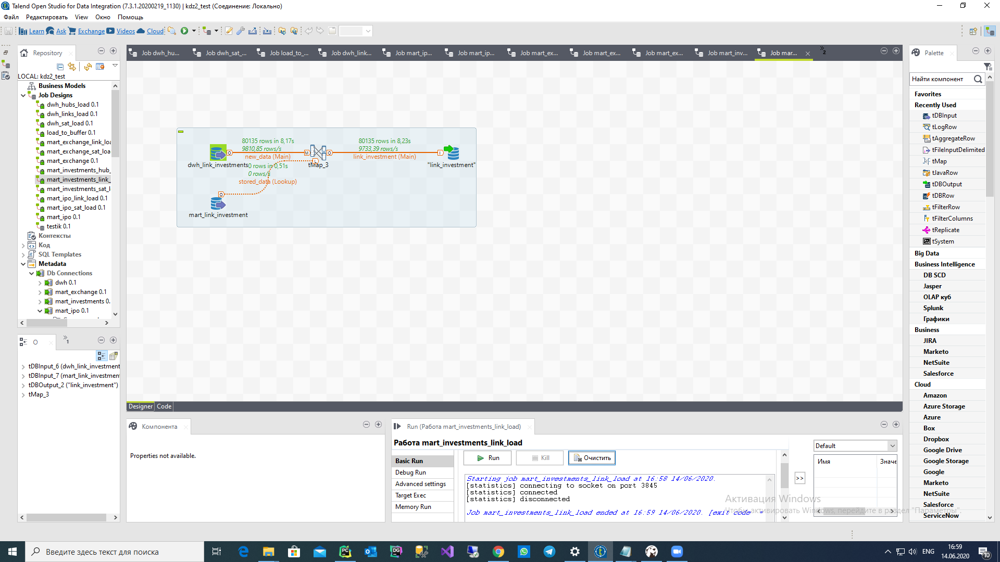 Talend Open Studio for Data Integration (7.3.1.20200219_1130) | kdz2_test (Соединение: Локально)
Файл Редактировать View Окно Помощь
Learn Ask Exchange Videos Cloud
Repository
LOCAL: kdz2_test
Business Models
Job Designs
dwh_hubs_load 0.1
dwh_links_load 0.1
dwh_sat_load 0.1
load_to_buffer 0.1
mart_exchange_link_loa
mart_exchange_sat_loa
mart_exchange 0.1
mart_investments_hub_
mart_investments_link_
mart_investments_sat_l
mart_ipo_link_load 0.1
mart_ipo_sat_load 0.1
mart_ipo 0.1
testik 0.1
Контексты
Код
SQL Templates
Metadata
Db Connections
dwh 0.1
mart_exchange 0.1
mart_investments 0.
mart_ipo 0.1
O
1
tDBInput_6 (dwh_link_investment
tDBInput_7 (mart_link_investmen
tDBOutput_2 ("link_investment")
tMap_3
Job dwh_hu... Job dwh_sat_... Job load_to_... Job dwh_link... Job mart_ip... Job mart_ip... Job mart_ex... Job mart_ex... Job mart_ex... Job mart_inv... Job mar... 2
80135 rows in 8,17s
9810,85 rows/s
new_data (Main)
80135 rows in 8,23s
9733,39 rows/s
link_investment (Main)
dwh_link_investments
0 rows in 0,51s
0 rows/s
stored_data (Lookup)
tMap_3
"link_investment"
mart_link_investment
Designer Code
Компонента
Properties not available.
Run (Работа mart_investments_link_load)
Работа mart_investments_link_load
Basic Run
Debug Run
Advanced settings
Target Exec
Memory Run
Run Kill Очистить
Starting job mart_investments_link_load at 16:58 14/06/2020.
[statistics] connecting to socket on port 3845
[statistics] connected
[statistics] disconnected
Job mart_investments_link_load ended at 16:59 14/06/2020. [exit code =
>>
Default
Имя Значе
Активация Windows
Чтобы активировать Windows, перейдите в раздел "Параметры".
Palette
Найти компонент
Favorites
Recently Used
tDBInput
tLogRow
tAggregateRow
tFileInputDelimited
tMap
tJavaRow
tDBOutput
tDBRow
tFilterRow
tFilterColumns
tReplicate
tSystem
Big Data
Business Intelligence
DB SCD
Jasper
OLAP куб
Splunk
Графики
Business
JIRA
Marketo
NetSuite
Salesforce
Cloud
Amazon
Azure Storage
Azure
Box
Dropbox
Google Drive
Google Storage
Google
Marketo
NetSuite
Salesforce
ServiceNow
Введите здесь текст для поиска
ENG
16:59
14.06.2020
10